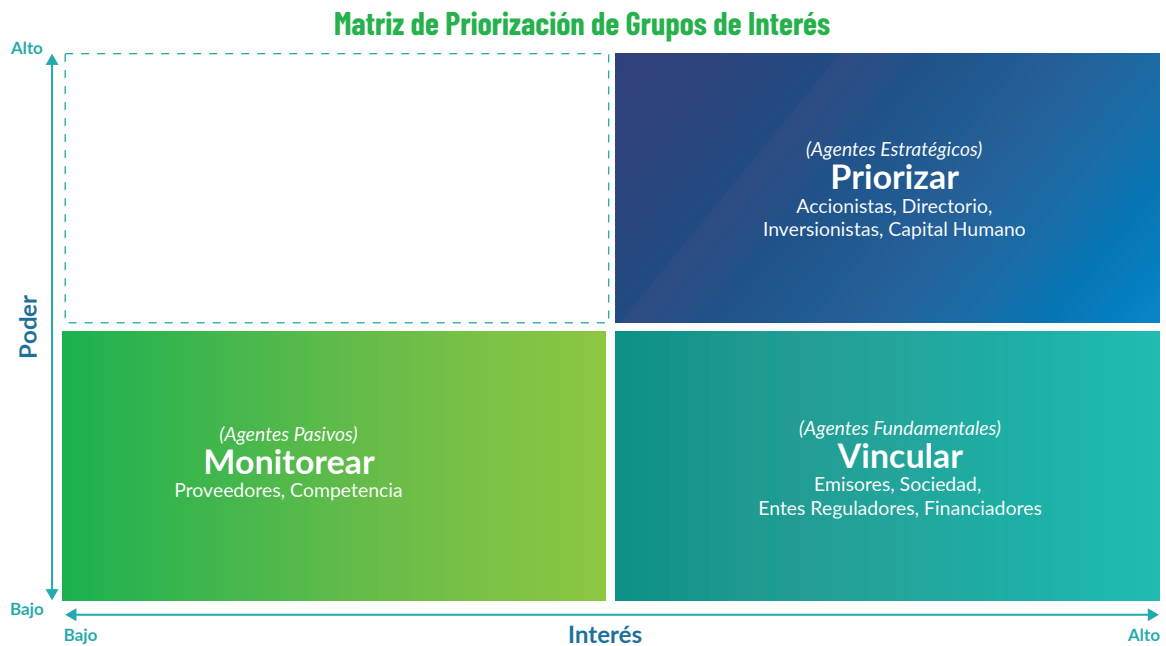 Matriz de Priorización de Grupos de Interés
Alto
(Agentes Estratégicos)
Priorizar
Accionistas, Directorio,
Inversionistas, Capital Humano
Poder
(Agentes Pasivos)
Monitorear
Proveedores, Competencia
(Agentes Fundamentales)
Vincular
Emisores, Sociedad,
Entes Reguladores, Financiadores
Bajo
Bajo
Interés
Alto